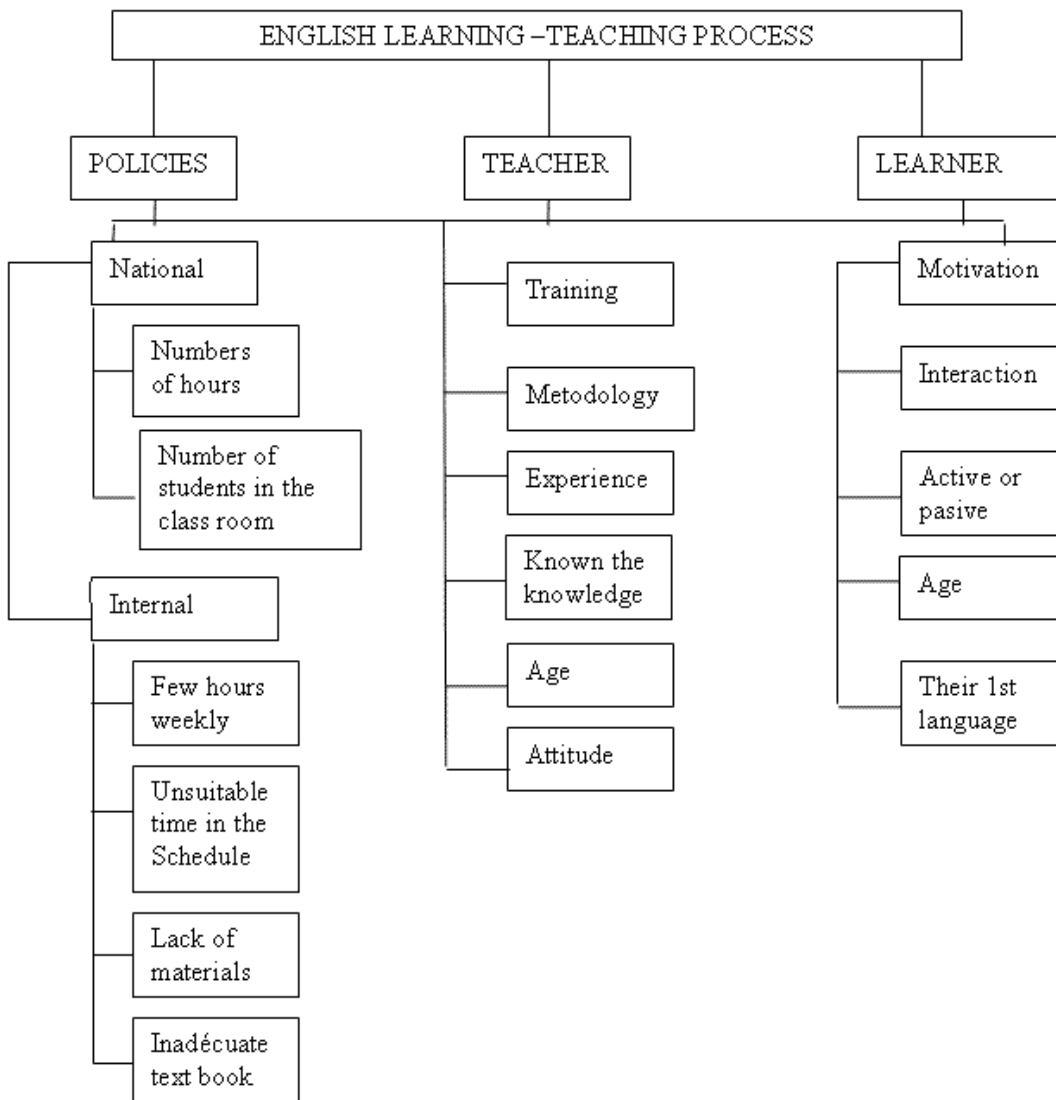 ENGLISH LEARNING –TEACHING PROCESS
POLICIES
TEACHER
LEARNER
National
Numbers
of hours
Number of
students in the
class room
Internal
Few hours
weekly
Unsuitable
time in the
Schedule
Lack of
materials
Inadécuate
text book
Training
Metodology
Experience
Known the
knowledge
Age
Attitude
Motivation
Interaction
Active or
pasive
Age
Their 1st
language